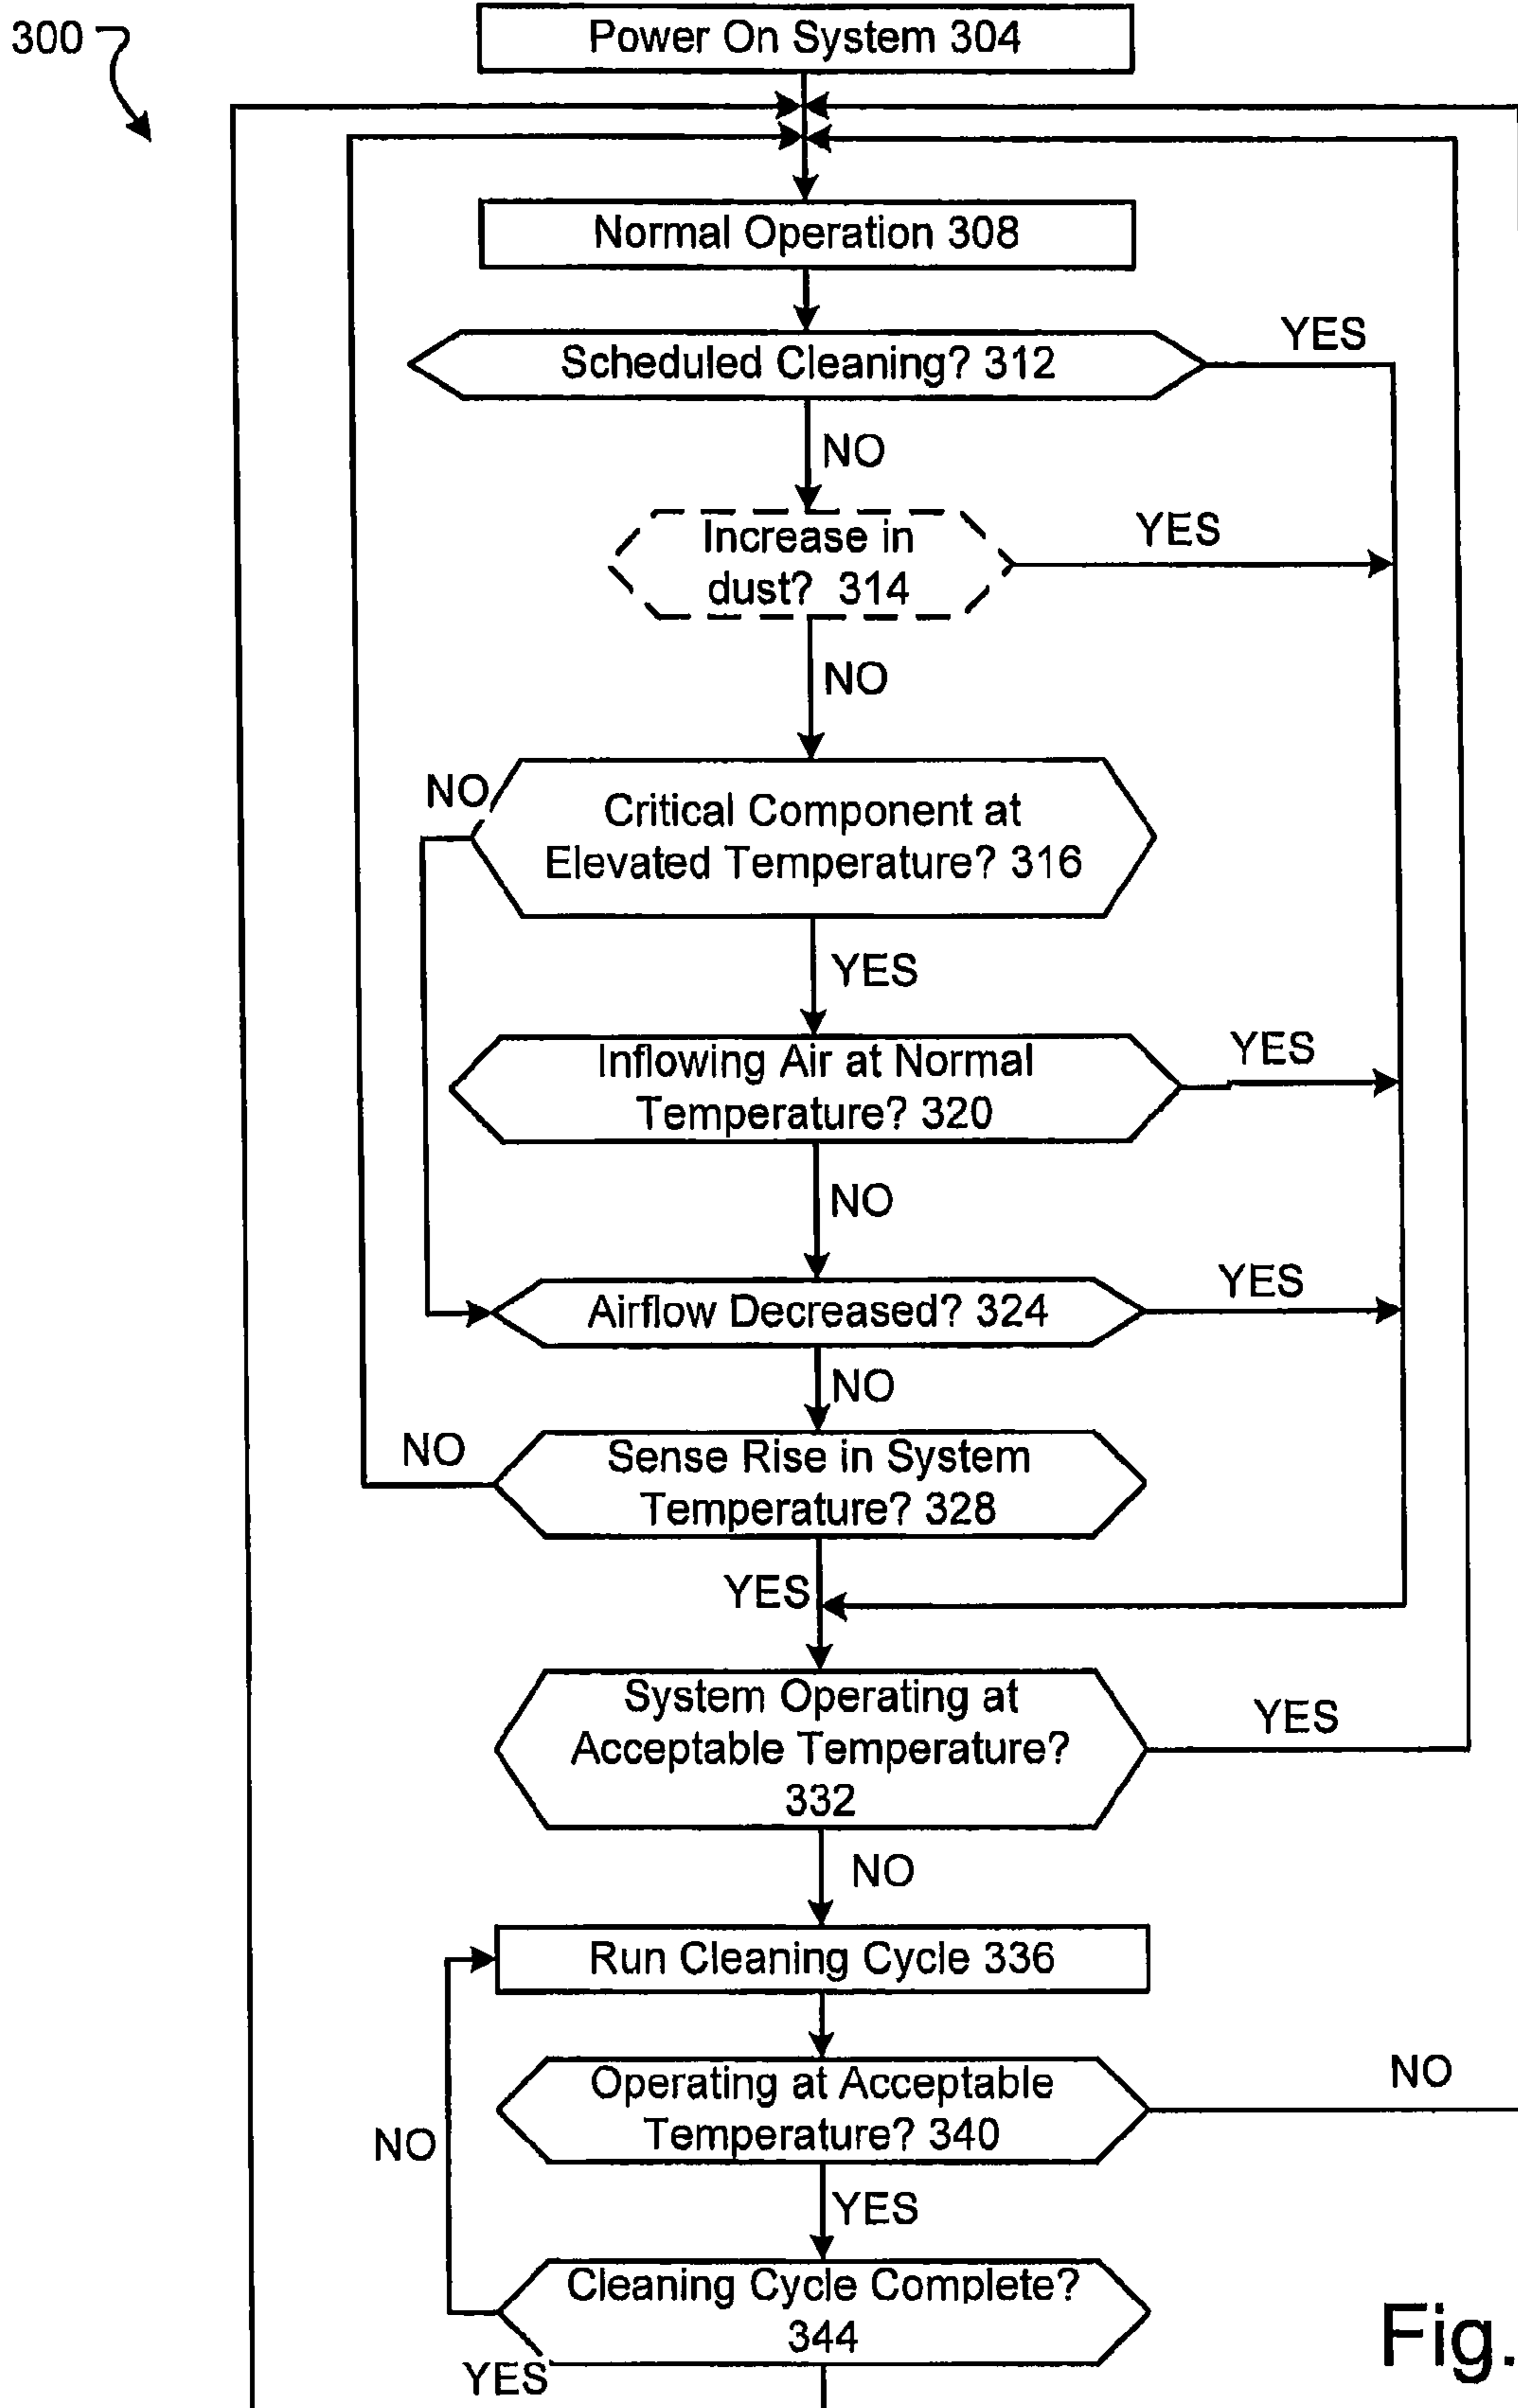 300
Power On System 304
Normal Operation 308
Scheduled Cleaning? 312
YES
NO
Increase in
dust? 314
YES
NO
NO
Critical Component at
Elevated Temperature? 316
YES
Inflowing Air at Normal
Temperature? 320
YES
NO
Airflow Decreased? 324
YES
NO
NO
Sense Rise in System
Temperature? 328
YES
System Operating at
Acceptable Temperature?
332
YES
NO
Run Cleaning Cycle 336
Operating at Acceptable
Temperature? 340
NO
NO
YES
Cleaning Cycle Complete?
344
YES
Fig.